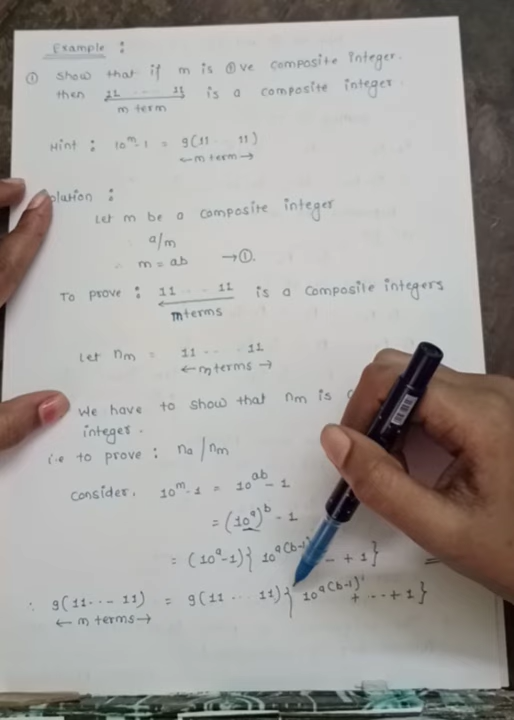 Example :
① Show that if m is ⊕ve composite integer.
then 11 ..... 11 is a composite integer.
m term
Hint : 10^m - 1 = 9(11 ... 11)
← m term →
olution :
Let m be a composite integer
∴ a/m
∴ m = ab → ①.
To prove : 11 ..... 11 is a composite integers
m terms
Let n_m = 11 ... . 11
← m terms →
We have to show that n_m is
integer.
i.e to prove : n_a / n_m
Consider, 10^m - 1 = 10^ab - 1
= (10^a)^b - 1
= (10^a - 1) { 10^a(b-1) - + 1 }
∴ 9(11 ... 11) = 9(11 ... 11) { 10^a(b-1) + ... + 1 }
← m terms →